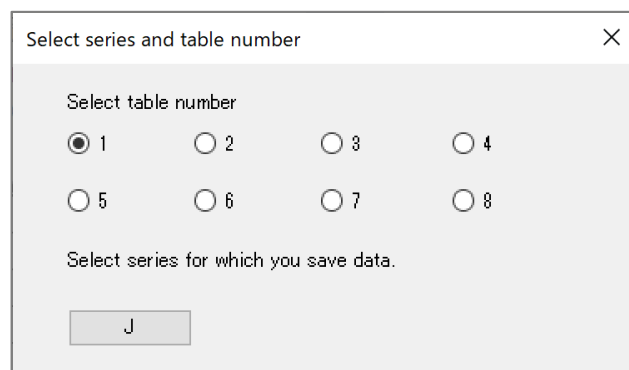 Select series and table number
Select table number
1 2 3 4
5 6 7 8
Select series for which you save data.
J